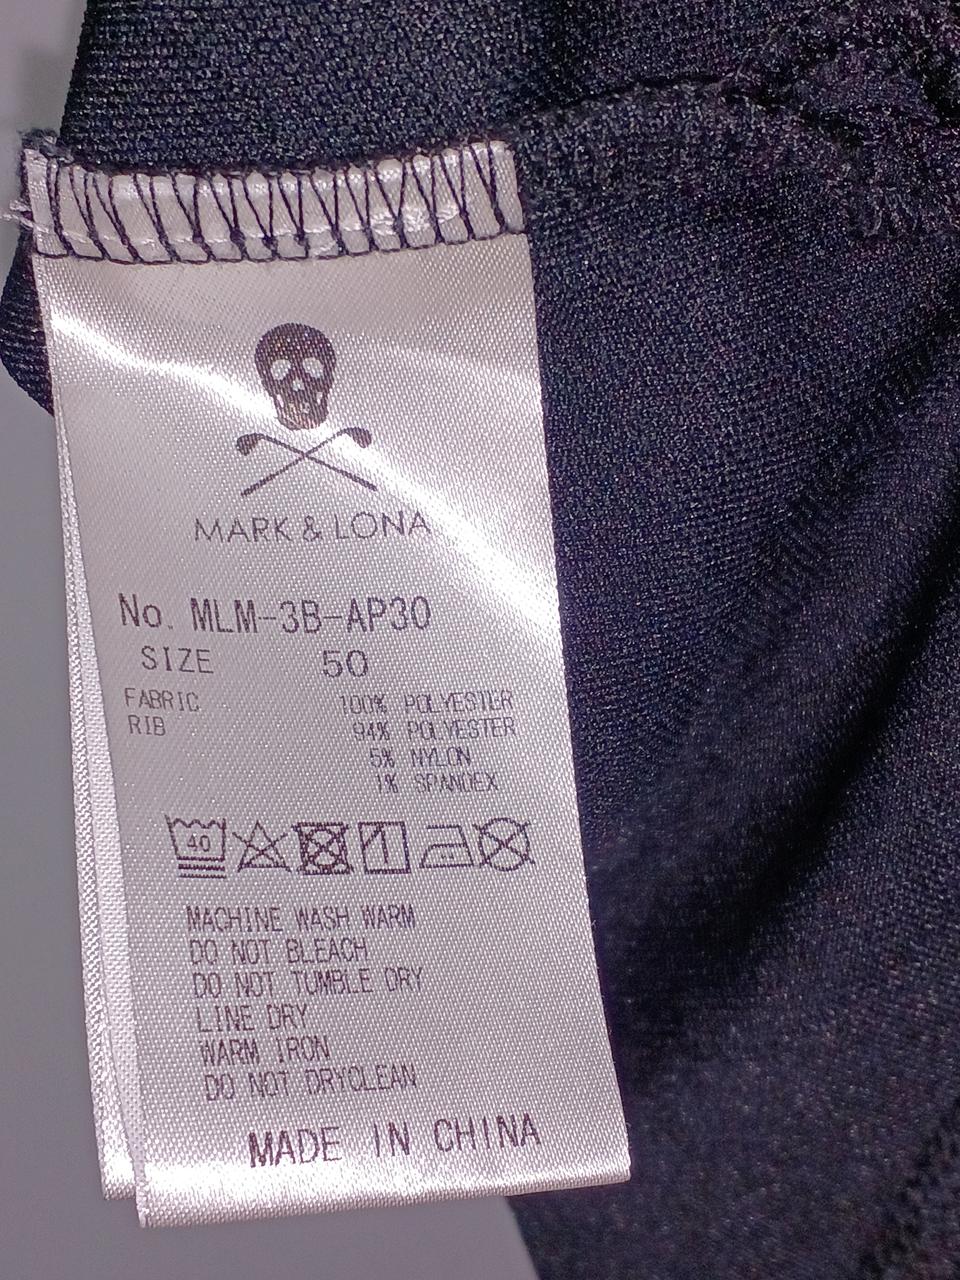 MARK & LONA
No. MLM-3B-AP30
SIZE 50
FABRIC 100% POLYESTER
RIB 94% POLYESTER
5% NYLON
1% SPANDEX
40
MACHINE WASH WARM
DO NOT BLEACH
DO NOT TUMBLE DRY
LINE DRY
WARM IRON
DO NOT DRYCLEAN
MADE IN CHINA